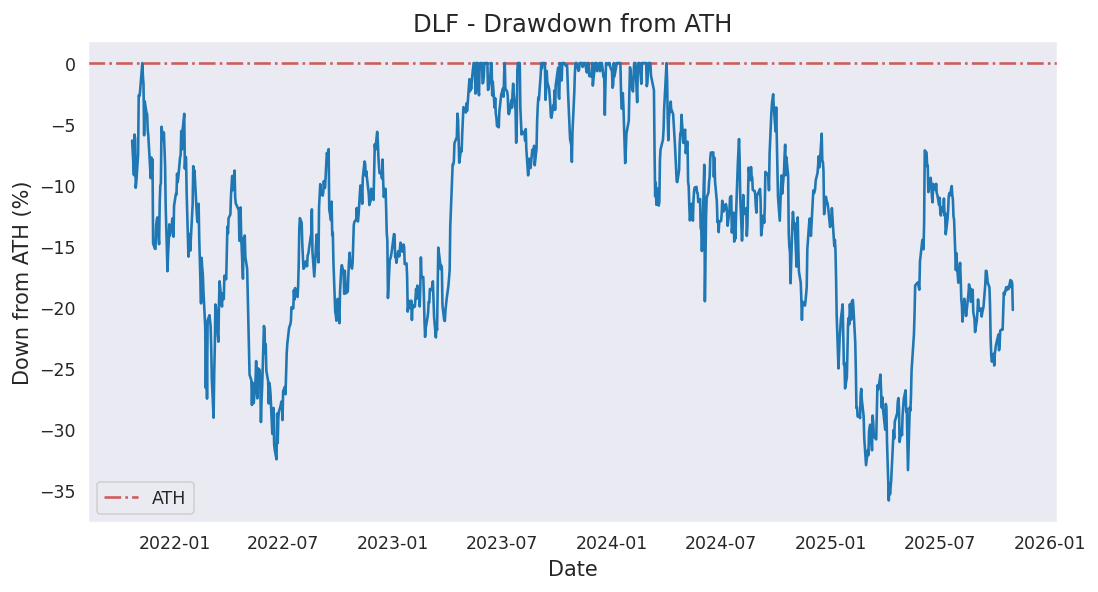 DLF - Drawdown from ATH
Down from ATH (%)
0
−5
−10
−15
−20
−25
−30
−35
ATH
2022-01 2022-07 2023-01 2023-07 2024-01 2024-07 2025-01 2025-07 2026-01
Date